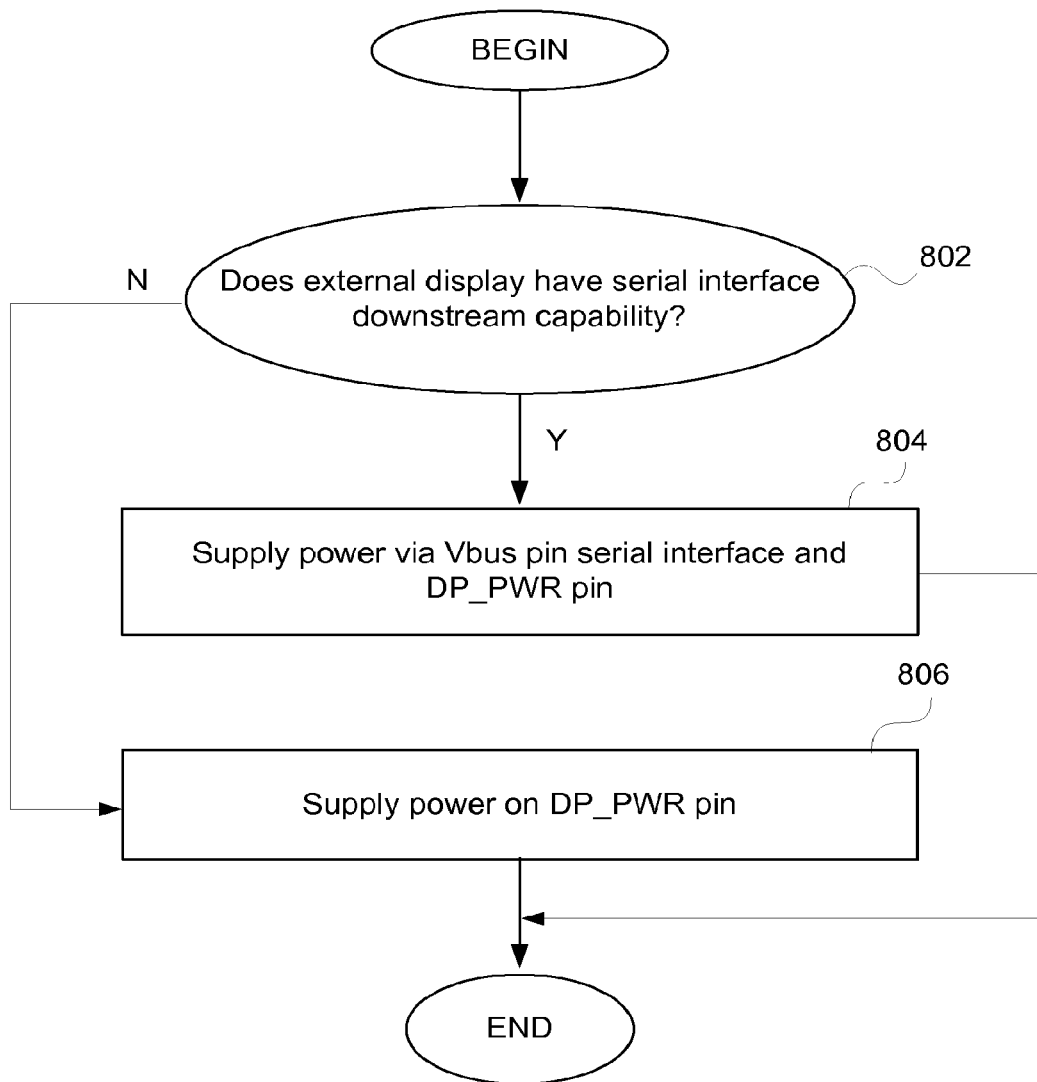 BEGIN
Does external display have serial interface
downstream capability?
802
N
Y
804
Supply power via Vbus pin serial interface and
DP_PWR pin
806
Supply power on DP_PWR pin
END